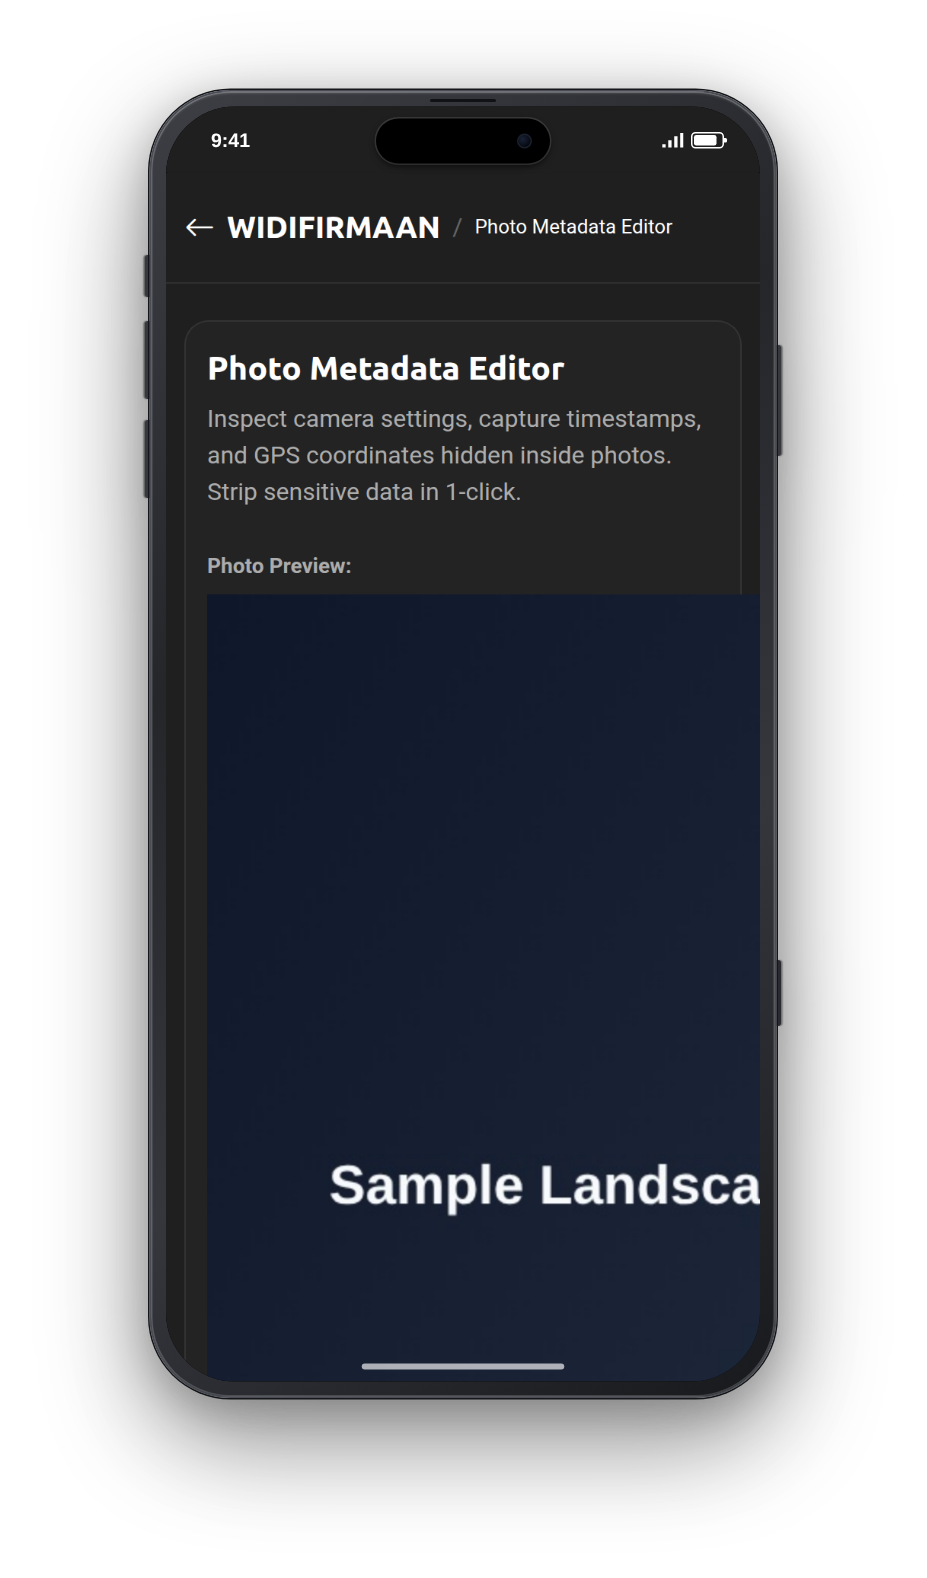 9:41
WIDIFIRMAAN / Photo Metadata Editor
Photo Metadata Editor
Inspect camera settings, capture timestamps,
and GPS coordinates hidden inside photos.
Strip sensitive data in 1-click.
Photo Preview:
Sample Landsca